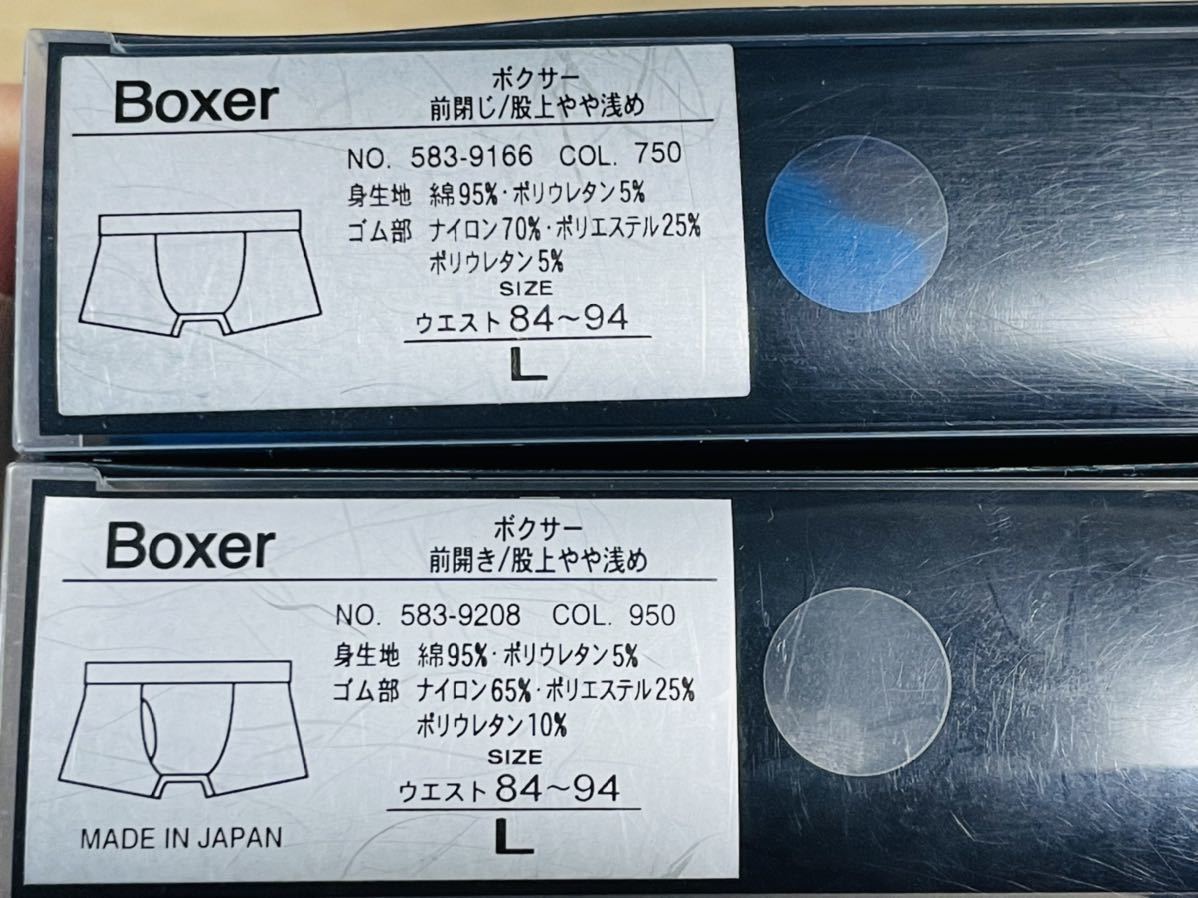 Boxer
ボクサー
前閉じ/股上やや浅め
NO. 583-9166 COL. 750
身生地 綿95%･ポリウレタン5%
ゴム部 ナイロン70%･ポリエステル25%
ポリウレタン5%
SIZE
ウエスト 84~94
L
Boxer
ボクサー
前開き/股上やや浅め
NO. 583-9208 COL. 950
身生地 綿95%･ポリウレタン5%
ゴム部 ナイロン65%･ポリエステル25%
ポリウレタン10%
SIZE
ウエスト 84~94
L
MADE IN JAPAN